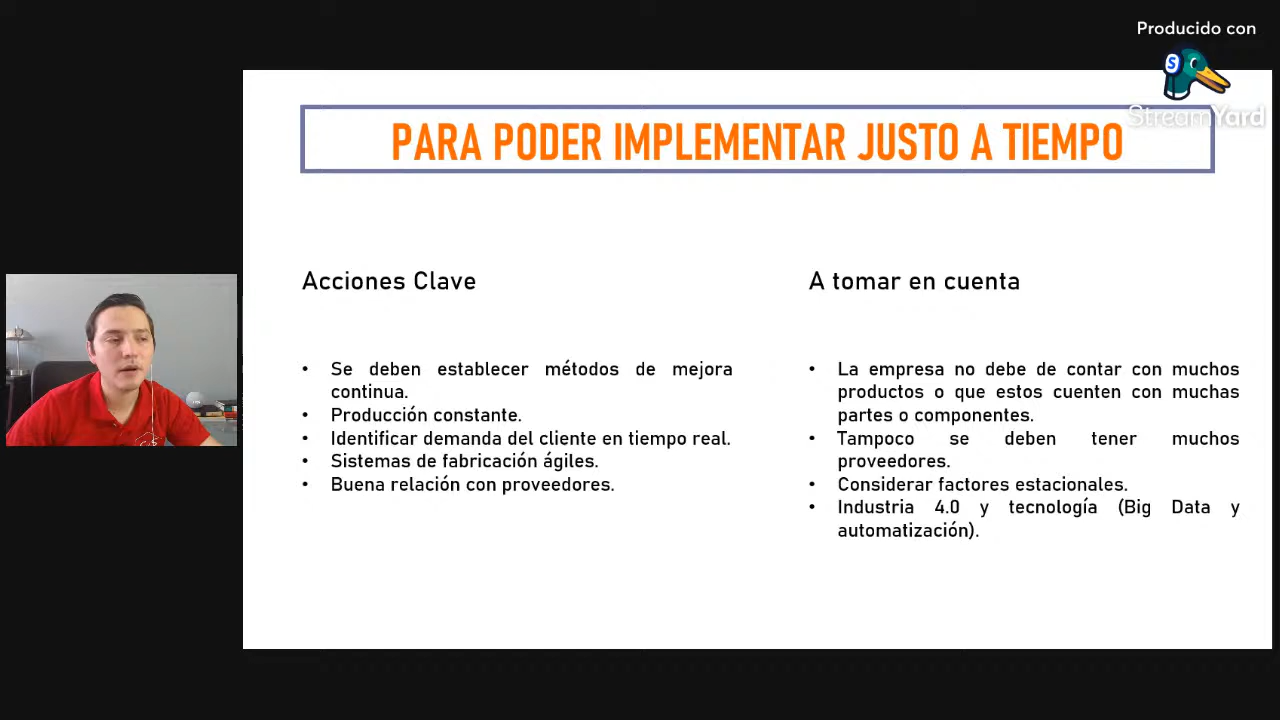 Producido con
StreamYard
PARA PODER IMPLEMENTAR JUSTO A TIEMPO
Acciones Clave
• Se deben establecer métodos de mejora
continua.
• Producción constante.
• Identificar demanda del cliente en tiempo real.
• Sistemas de fabricación ágiles.
• Buena relación con proveedores.
A tomar en cuenta
• La empresa no debe de contar con muchos
productos o que estos cuenten con muchas
partes o componentes.
• Tampoco se deben tener muchos
proveedores.
• Considerar factores estacionales.
• Industria 4.0 y tecnología (Big Data y
automatización).